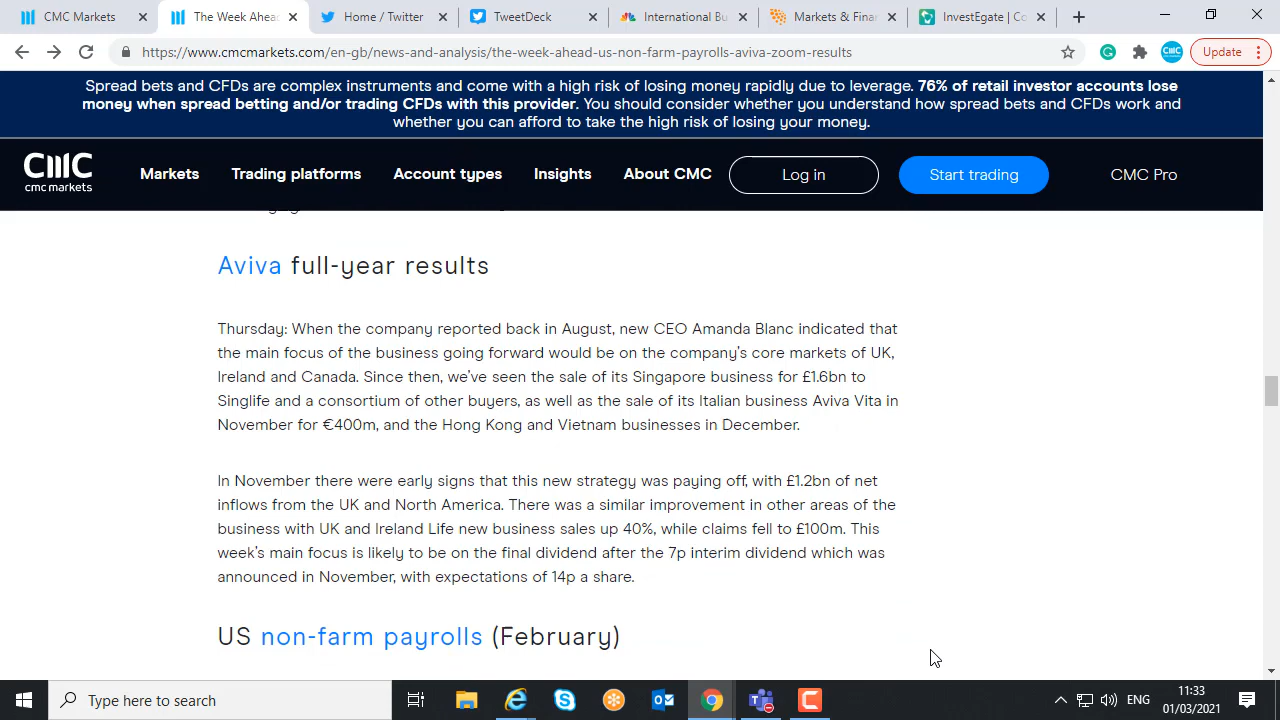 CMC Markets
The Week Ahea
Home / Twitter
TweetDeck
International Bu
Markets & Finan
InvestEgate | Co
https://www.cmcmarkets.com/en-gb/news-and-analysis/the-week-ahead-us-non-farm-payrolls-aviva-zoom-results
Update
Spread bets and CFDs are complex instruments and come with a high risk of losing money rapidly due to leverage. 76% of retail investor accounts lose
money when spread betting and/or trading CFDs with this provider. You should consider whether you understand how spread bets and CFDs work and
whether you can afford to take the high risk of losing your money.
cmc markets
Markets
Trading platforms
Account types
Insights
About CMC
Log in
Start trading
CMC Pro
Aviva full-year results
Thursday: When the company reported back in August, new CEO Amanda Blanc indicated that
the main focus of the business going forward would be on the company's core markets of UK,
Ireland and Canada. Since then, we've seen the sale of its Singapore business for £1.6bn to
Singlife and a consortium of other buyers, as well as the sale of its Italian business Aviva Vita in
November for €400m, and the Hong Kong and Vietnam businesses in December.
In November there were early signs that this new strategy was paying off, with £1.2bn of net
inflows from the UK and North America. There was a similar improvement in other areas of the
business with UK and Ireland Life new business sales up 40%, while claims fell to £100m. This
week's main focus is likely to be on the final dividend after the 7p interim dividend which was
announced in November, with expectations of 14p a share.
US non-farm payrolls (February)
Type here to search
ENG
11:33
01/03/2021